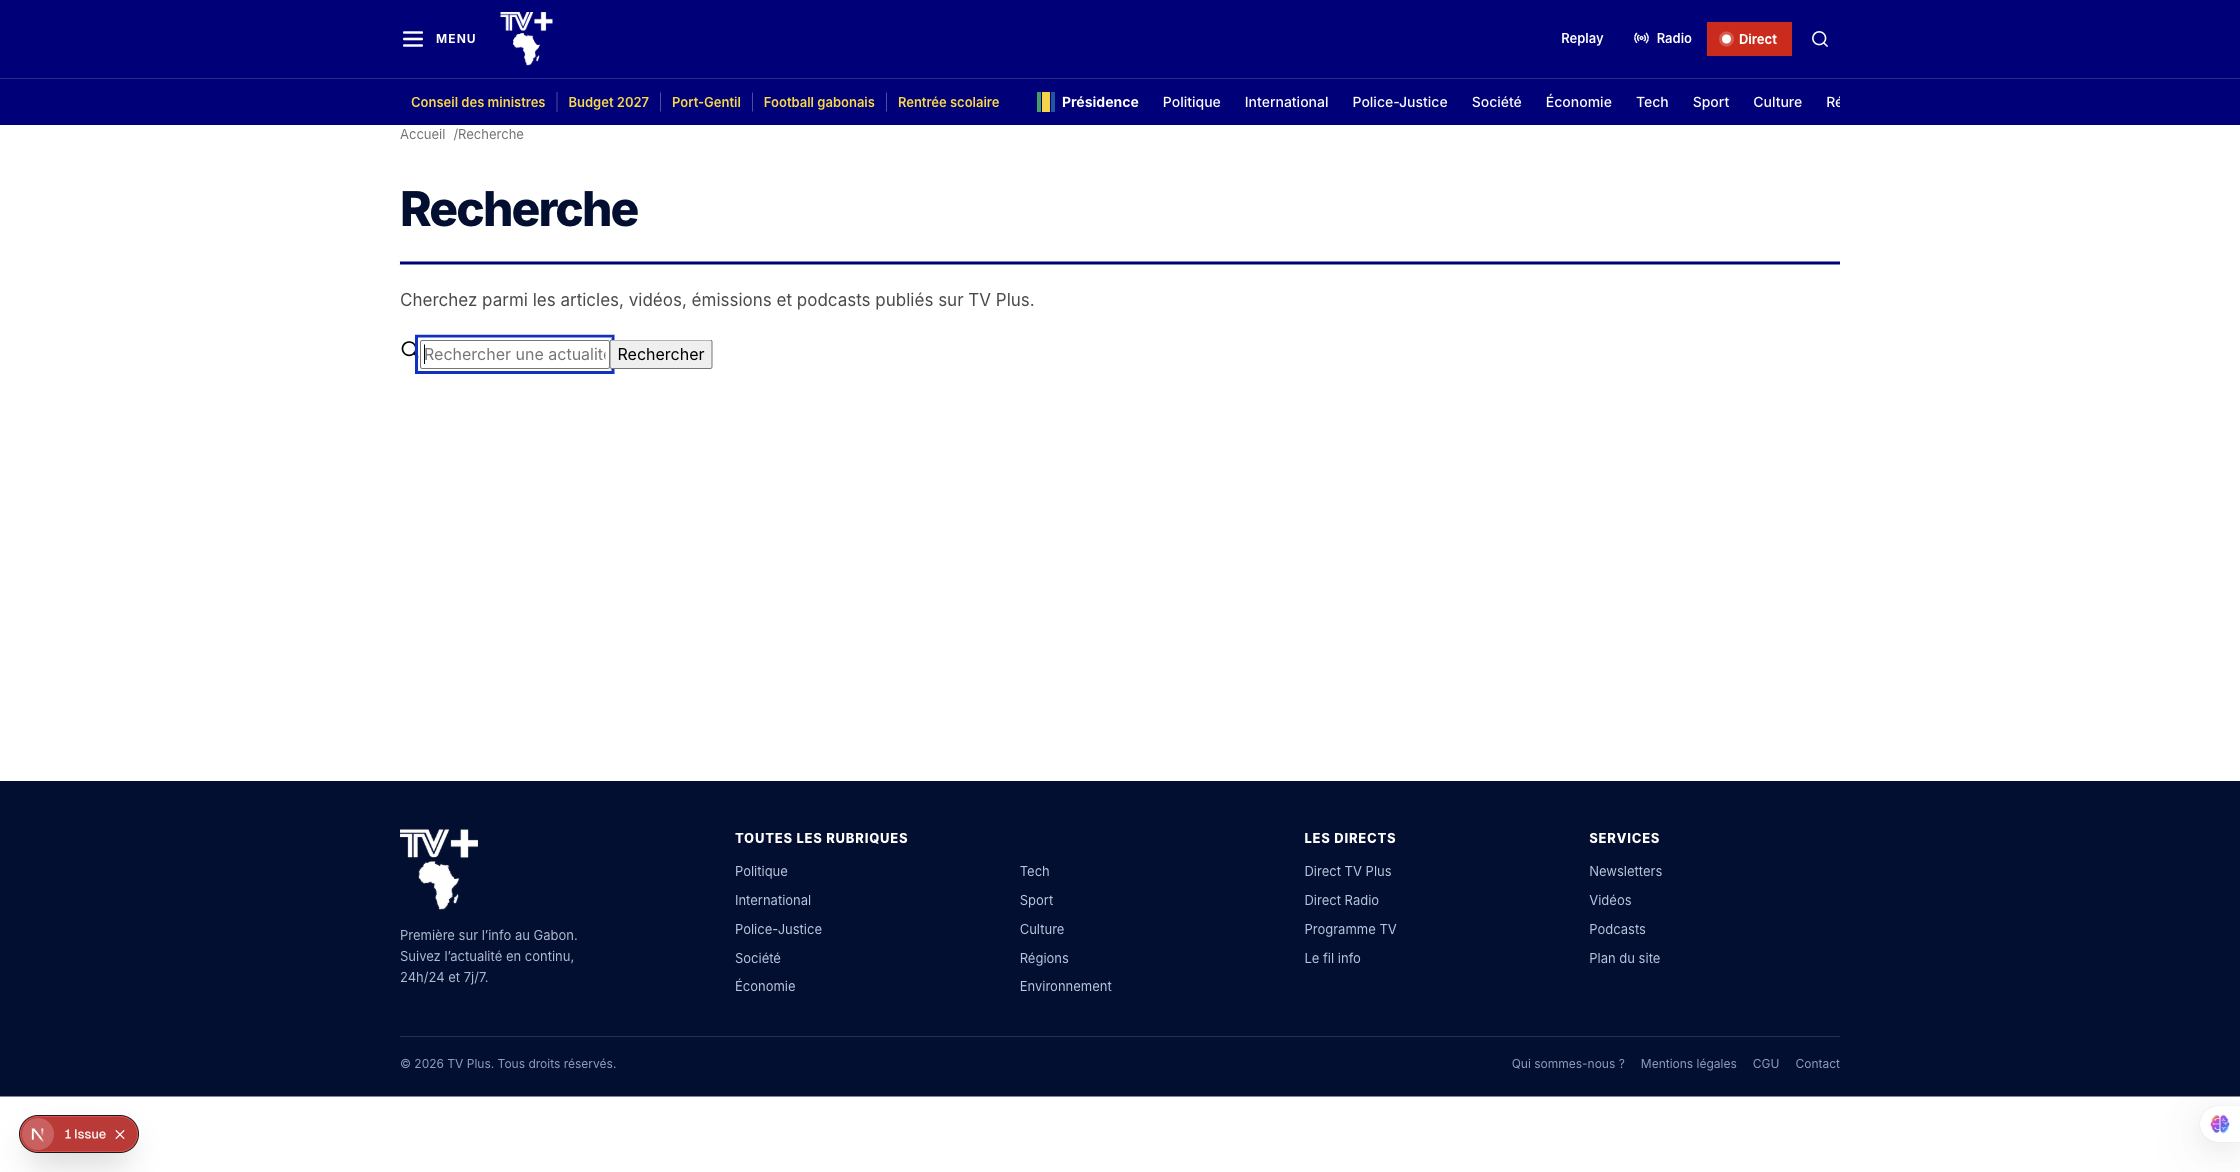 MENU
TV+
Replay
Radio
Direct
Conseil des ministres
Budget 2027
Port-Gentil
Football gabonais
Rentrée scolaire
Présidence
Politique
International
Police-Justice
Société
Économie
Tech
Sport
Culture
Ré
Accueil /Recherche
Recherche
Cherchez parmi les articles, vidéos, émissions et podcasts publiés sur TV Plus.
Rechercher une actualité
Rechercher
TV+
Première sur l’info au Gabon.
Suivez l’actualité en continu,
24h/24 et 7j/7.
TOUTES LES RUBRIQUES
Politique
International
Police-Justice
Société
Économie
Tech
Sport
Culture
Régions
Environnement
LES DIRECTS
Direct TV Plus
Direct Radio
Programme TV
Le fil info
SERVICES
Newsletters
Vidéos
Podcasts
Plan du site
© 2026 TV Plus. Tous droits réservés.
Qui sommes-nous ?
Mentions légales
CGU
Contact
N
1 Issue